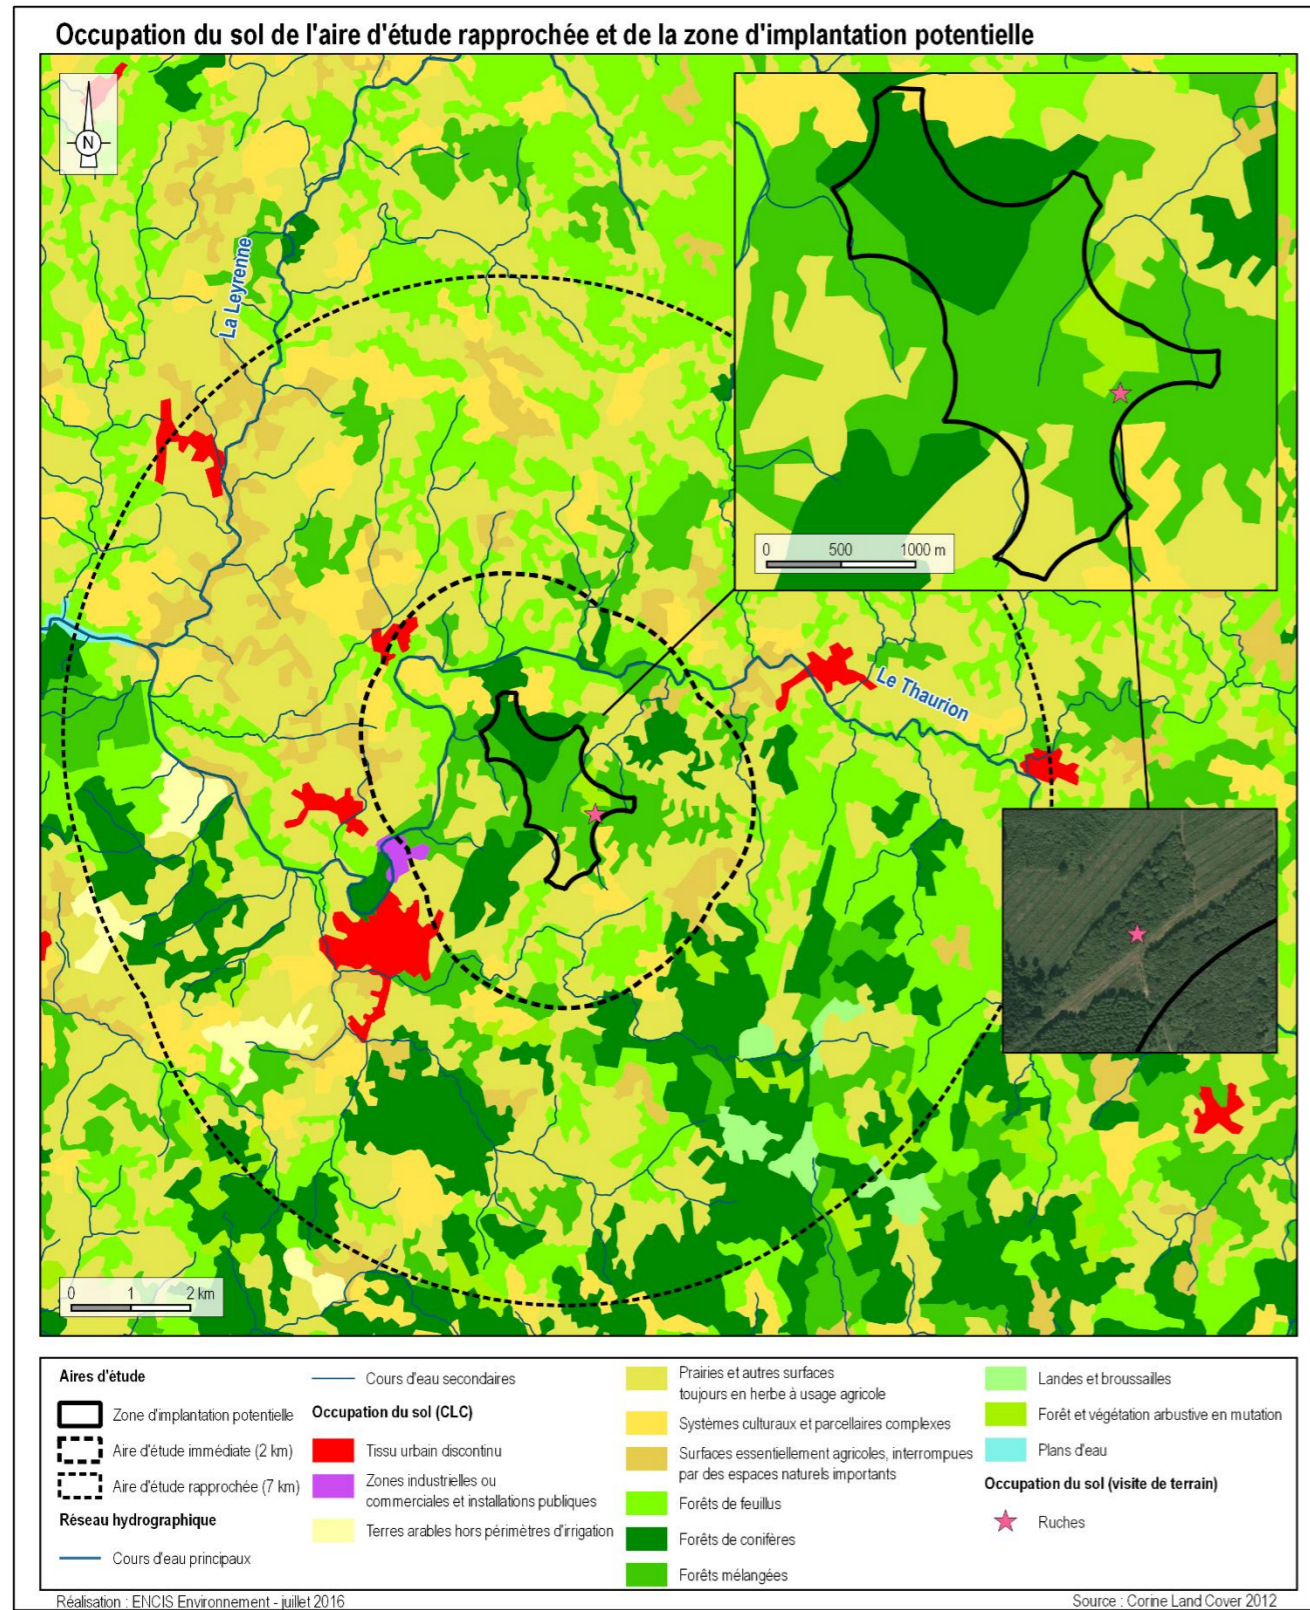 Occupation du sol de l'aire d'étude rapprochée et de la zone d'implantation potentielle
N
La Leyrenne
0 500 1000 m
Le Thaurion
0 1 2 km
Aires d'étude
Zone d'implantation potentielle
Aire d'étude immédiate (2 km)
Aire d'étude rapprochée (7 km)
Réseau hydrographique
Cours d'eau principaux
Cours d'eau secondaires
Occupation du sol (CLC)
Tissu urbain discontinu
Zones industrielles ou
commerciales et installations publiques
Terres arables hors périmètres d'irrigation
Prairies et autres surfaces
toujours en herbe à usage agricole
Systèmes culturaux et parcellaires complexes
Surfaces essentiellement agricoles, interrompues
par des espaces naturels importants
Forêts de feuillus
Forêts de conifères
Forêts mélangées
Landes et broussailles
Forêt et végétation arbustive en mutation
Plans d'eau
Occupation du sol (visite de terrain)
Ruches
Réalisation : ENCIS Environnement - juillet 2016
Source : Corine Land Cover 2012